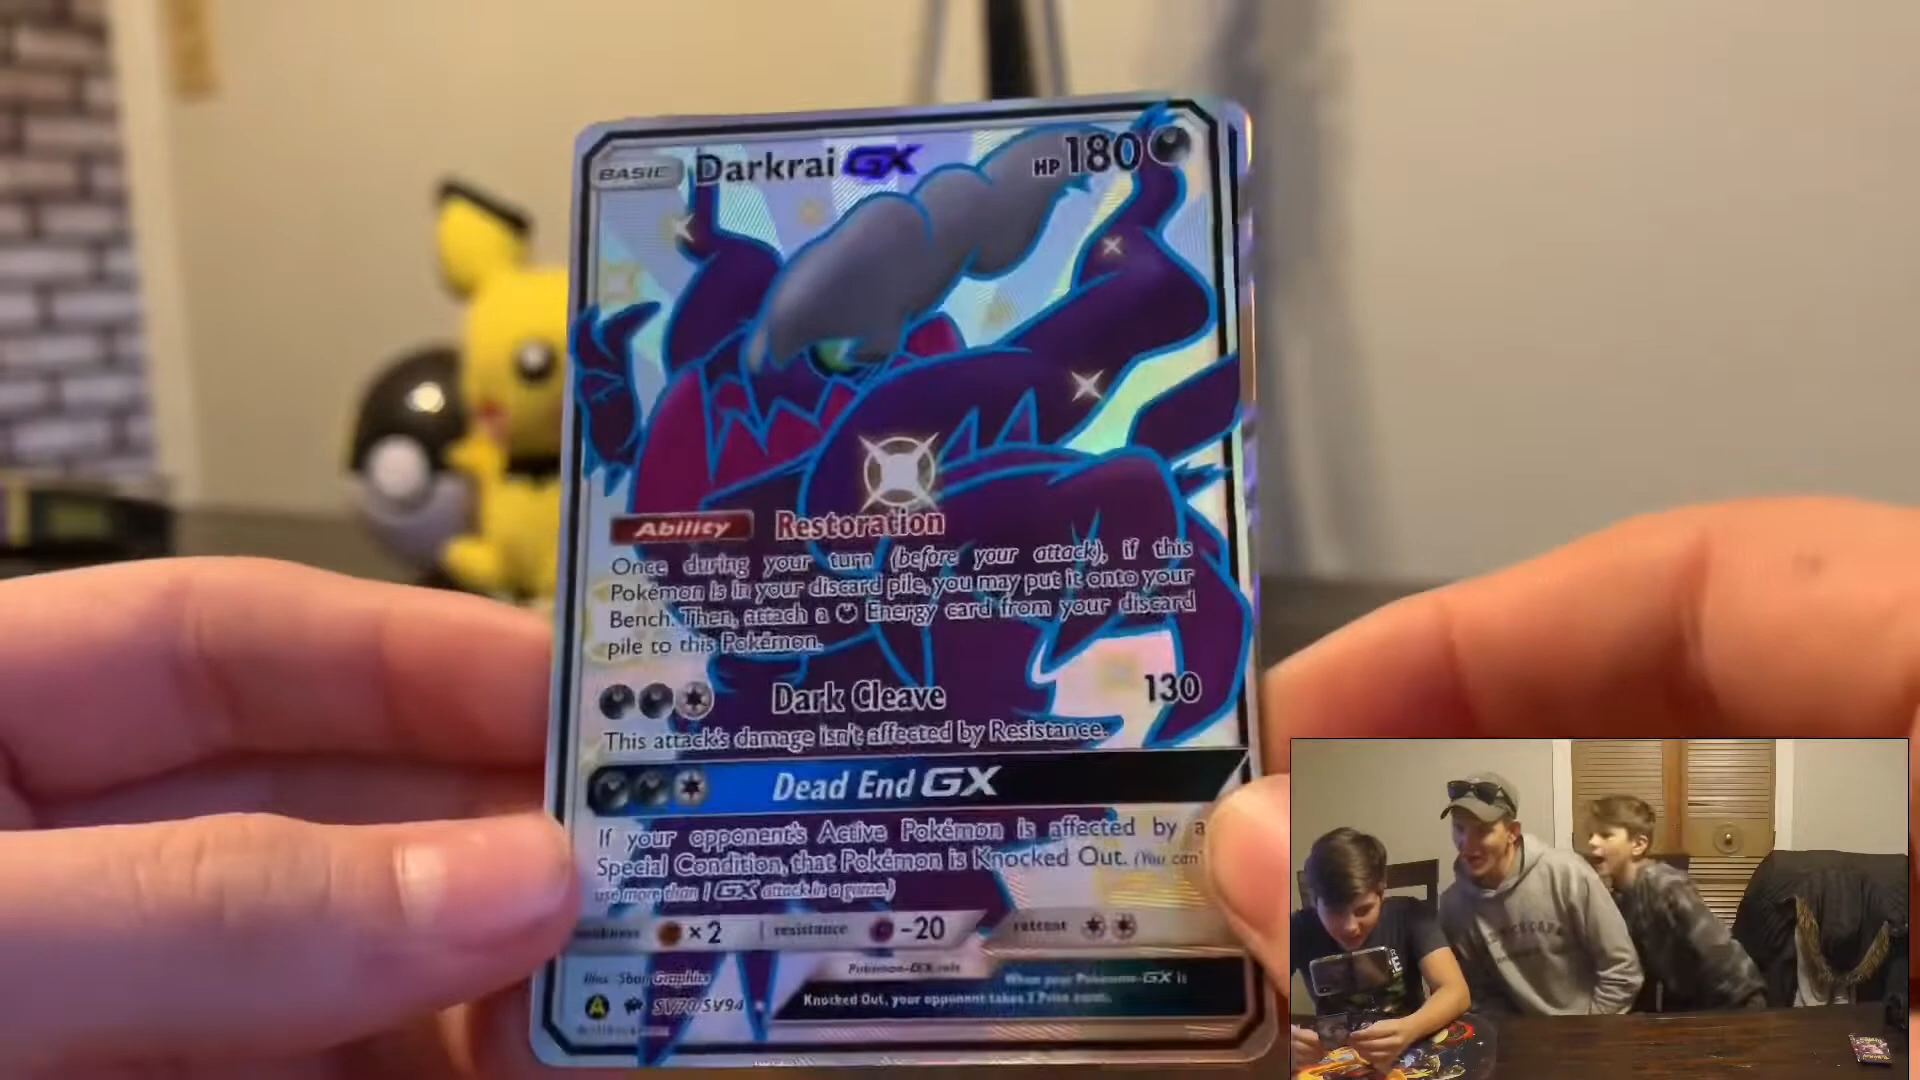 BASIC Darkrai GX HP 180
Ability Restoration
Once during your turn (before your attack), if this
Pokémon is in your discard pile, you may put it onto your
Bench. Then, attach a Energy card from your discard
pile to this Pokémon.
Dark Cleave 130
This attack's damage isn't affected by Resistance.
Dead End GX
If your opponent's Active Pokémon is affected by a
Special Condition, that Pokémon is Knocked Out. (You can'
use more than 1 GX attack in a game.)
×2 resistance -20 retreat
Illus. 5ban Graphics
Pokémon-GX rule When your Pokémon-GX is
Knocked Out, your opponent takes 2 Prize cards.
A SV70/SV94